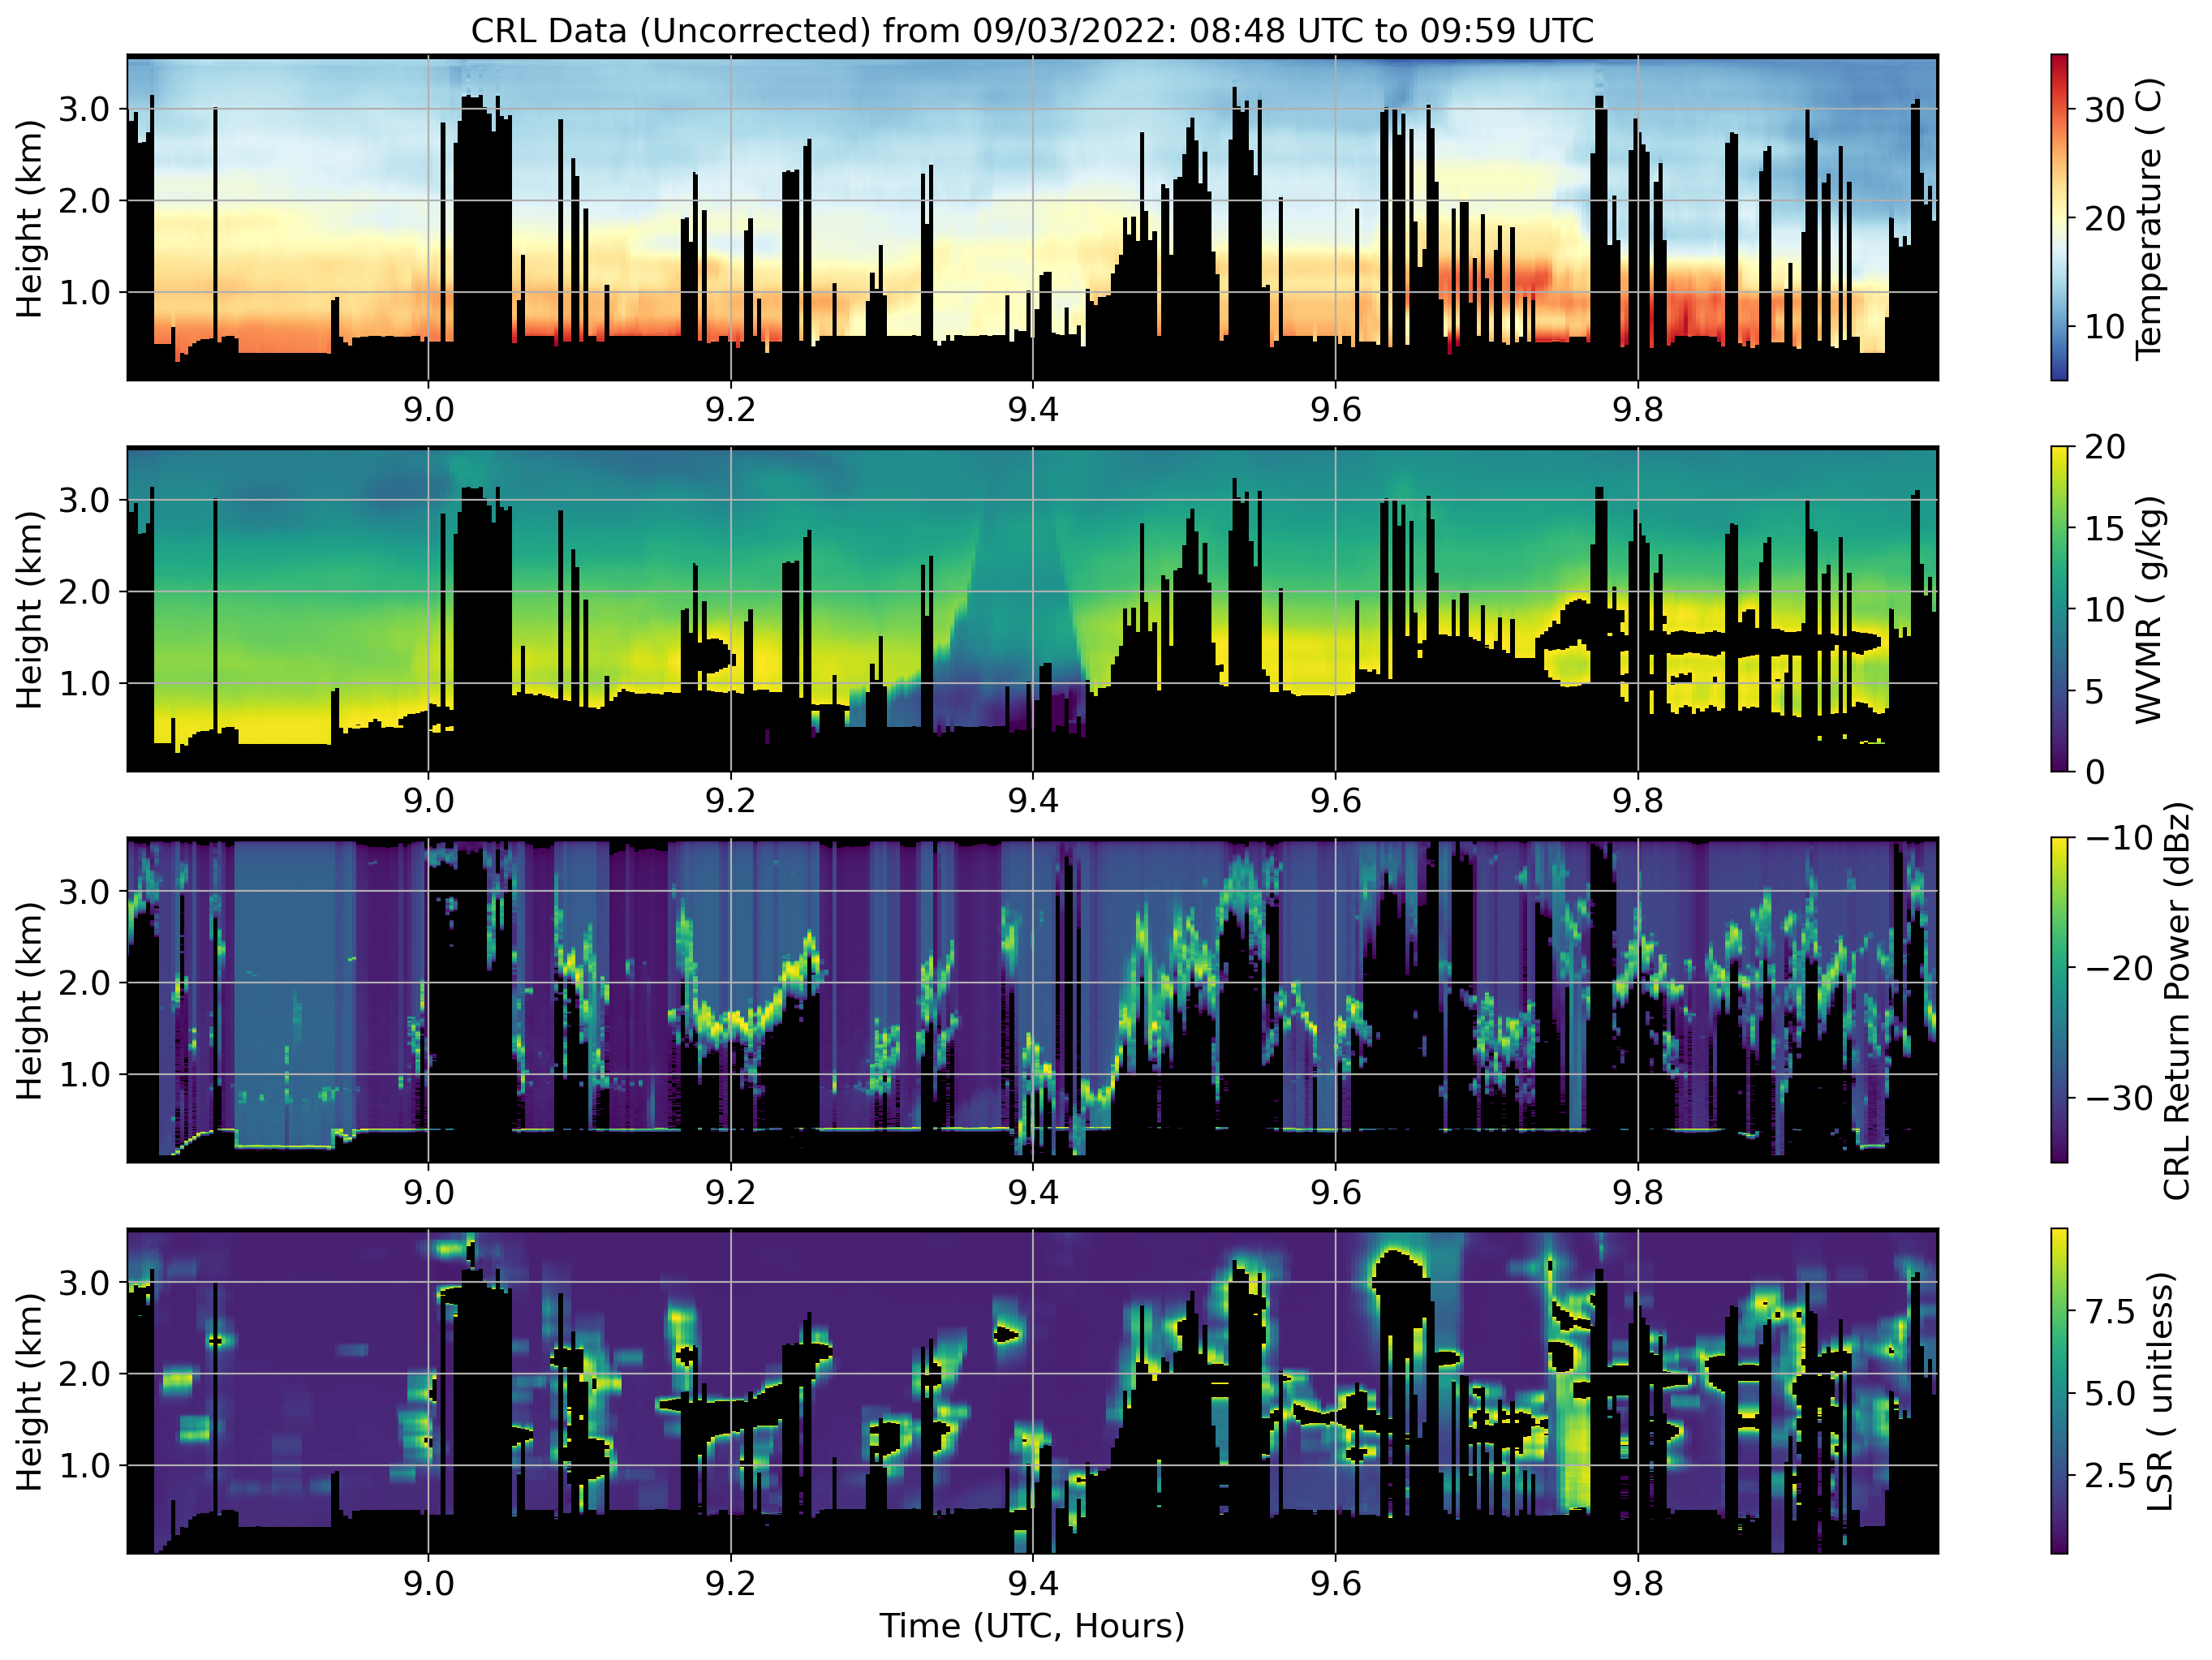 CRL Data (Uncorrected) from 09/03/2022: 08:48 UTC to 09:59 UTC
Height (km)
3.0
2.0
1.0
9.0 9.2 9.4 9.6 9.8
30
20
10
Temperature ( C)
Height (km)
3.0
2.0
1.0
9.0 9.2 9.4 9.6 9.8
20
15
10
5
0
WVMR ( g/kg)
Height (km)
3.0
2.0
1.0
9.0 9.2 9.4 9.6 9.8
−10
−20
−30
CRL Return Power (dBz)
Height (km)
3.0
2.0
1.0
9.0 9.2 9.4 9.6 9.8
7.5
5.0
2.5
LSR ( unitless)
Time (UTC, Hours)